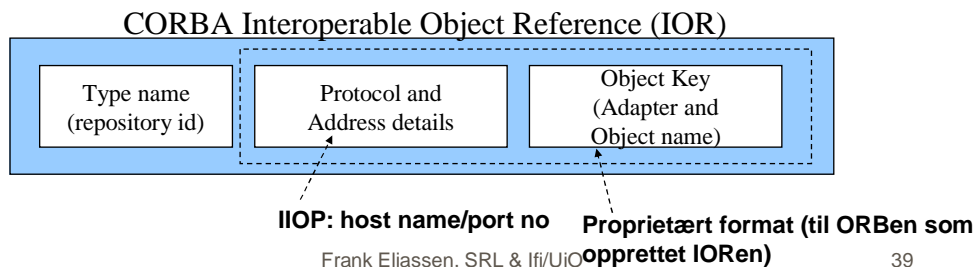 CORBA Interoperable Object Reference (IOR)
Type name
(repository id)
Protocol and
Address details
Object Key
(Adapter and
Object name)
IIOP: host name/port no
Proprietært format (til ORBen som
opprettet IORen)
Frank Eliassen, SRL & Ifi/UiO
39